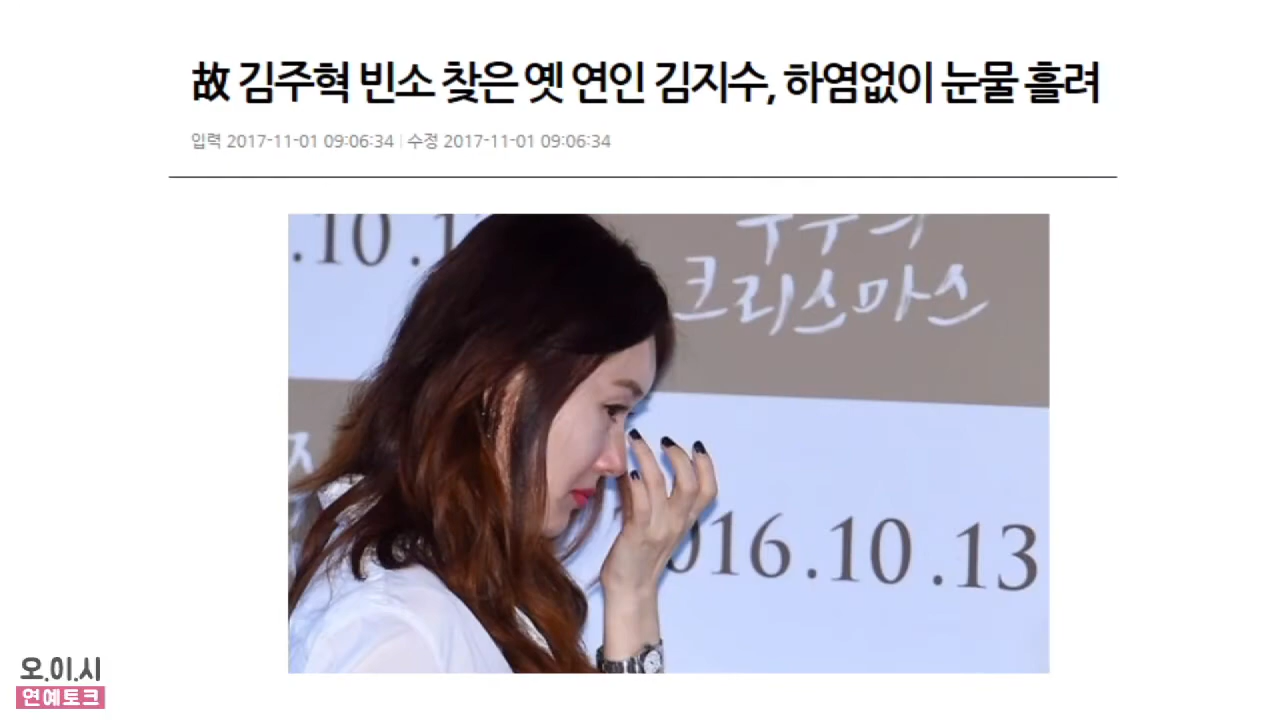 故 김주혁 빈소 찾은 옛 연인 김지수, 하염없이 눈물 흘려
입력 2017-11-01 09:06:34 | 수정 2017-11-01 09:06:34
.10.1
크리스마스
016.10.13
오.이.시
연예토크